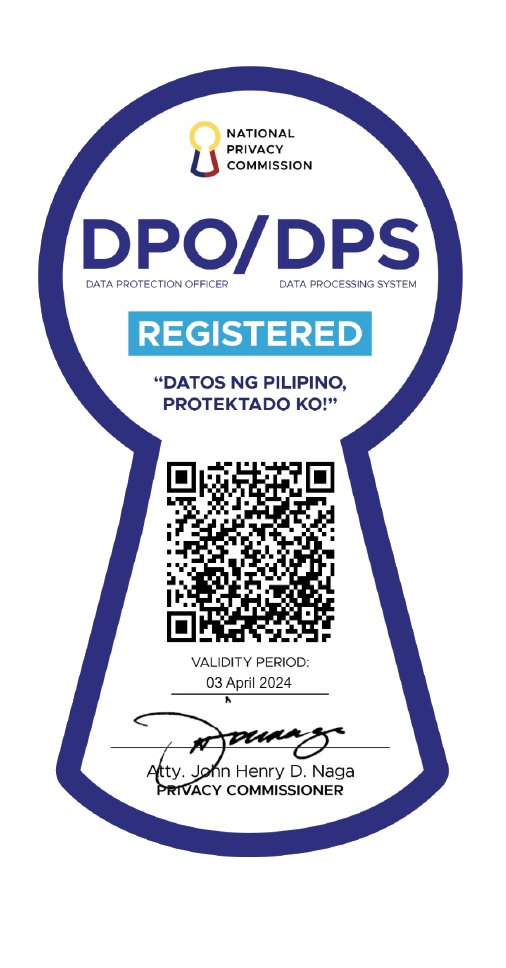 NATIONAL
PRIVACY
COMMISSION
DPO/DPS
DATA PROTECTION OFFICER DATA PROCESSING SYSTEM
REGISTERED
“DATOS NG PILIPINO,
PROTEKTADO KO!”
VALIDITY PERIOD:
03 April 2024
Atty. John Henry D. Naga
PRIVACY COMMISSIONER